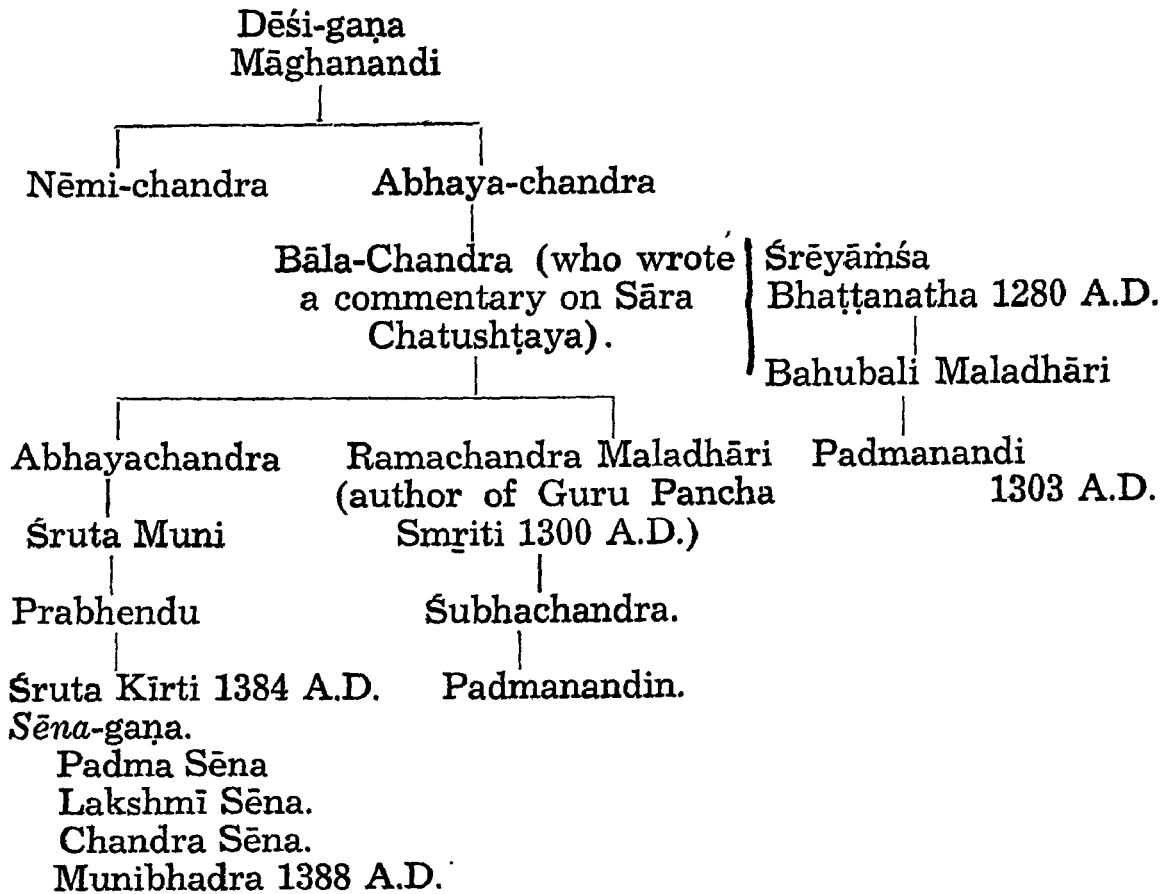 Dēśi-gaṇa
Māghanandi
Nēmi-chandra Abhaya-chandra
Bāla-Chandra (who wrote
a commentary on Sāra
Chatushṭaya).
Śrēyāṁśa
Bhaṭṭanatha 1280 A.D.
Bahubali Maladhāri
Abhayachandra Ramachandra Maladhāri
(author of Guru Pancha
Smṟiti 1300 A.D.)
Padmanandi
1303 A.D.
Śruta Muni
Prabhendu Śubhachandra.
Śruta Kīrti 1384 A.D. Padmanandin.
Sēna-gaṇa.
Padma Sēna
Lakshmī Sēna.
Chandra Sēna.
Munibhadra 1388 A.D.